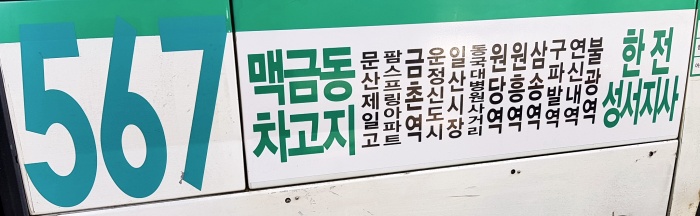 567
맥금동
차고지
문산제일고
팜스프링아파트
금촌역
운정신도시
일산시장
동국대병원사거리
원당역
원흥역
삼송역
구파발역
연신내역
불광역
한전
성서지사